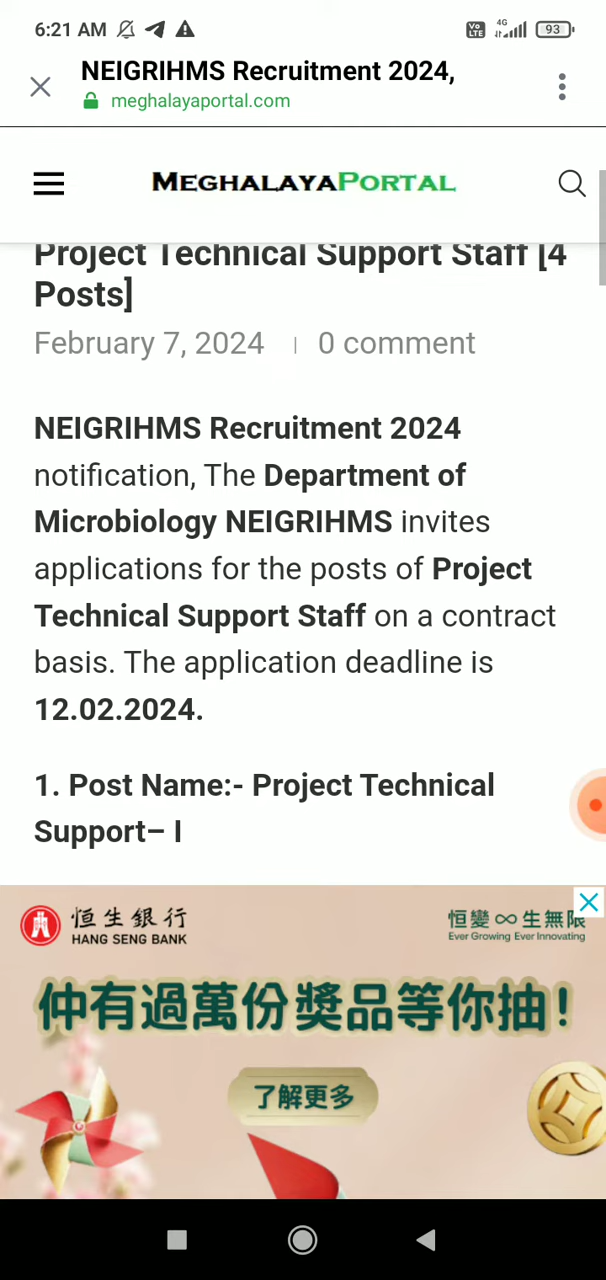 6:21 AM
Vo LTE 4G 93
NEIGRIHMS Recruitment 2024,
meghalayaportal.com
MEGHALAYAPORTAL
Project Technical Support Staff [4
Posts]
February 7, 2024 | 0 comment
NEIGRIHMS Recruitment 2024
notification, The Department of
Microbiology NEIGRIHMS invites
applications for the posts of Project
Technical Support Staff on a contract
basis. The application deadline is
12.02.2024.
1. Post Name:- Project Technical
Support– I
恒生銀行
HANG SENG BANK
恒變∞生無限
Ever Growing Ever Innovating
仲有過萬份獎品等你抽！
了解更多